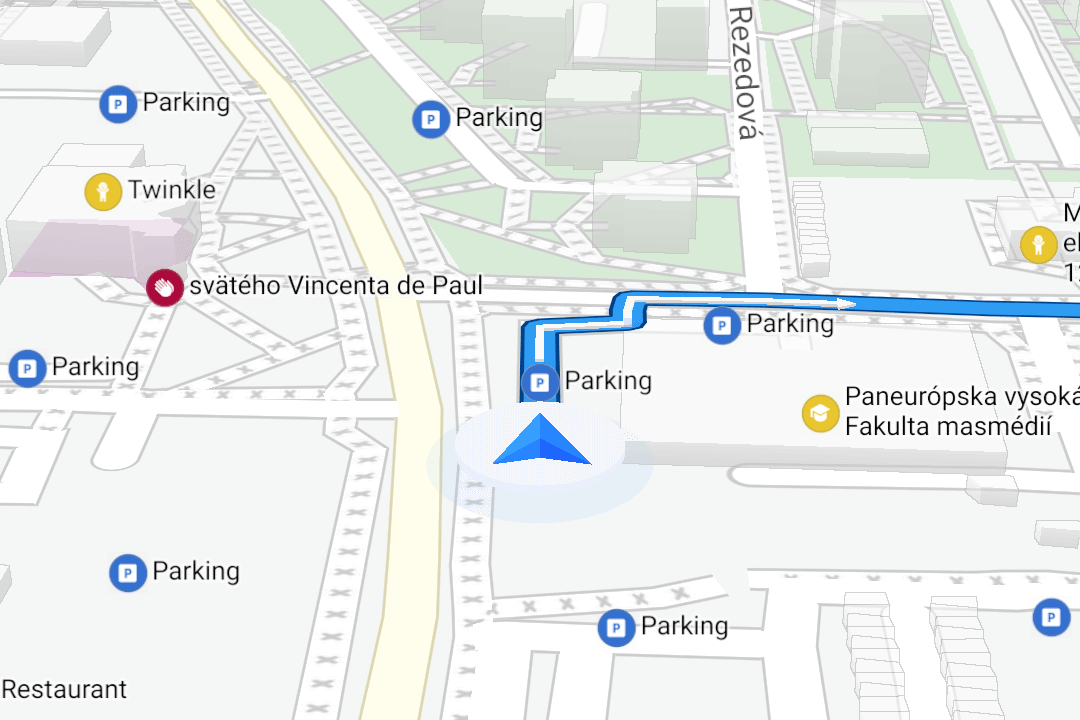 Rezedová
Parking
Parking
Twinkle
svätého Vincenta de Paul
Parking
Parking
Parking
Paneurópska vysoká
Fakulta masmédií
Parking
Parking
Restaurant